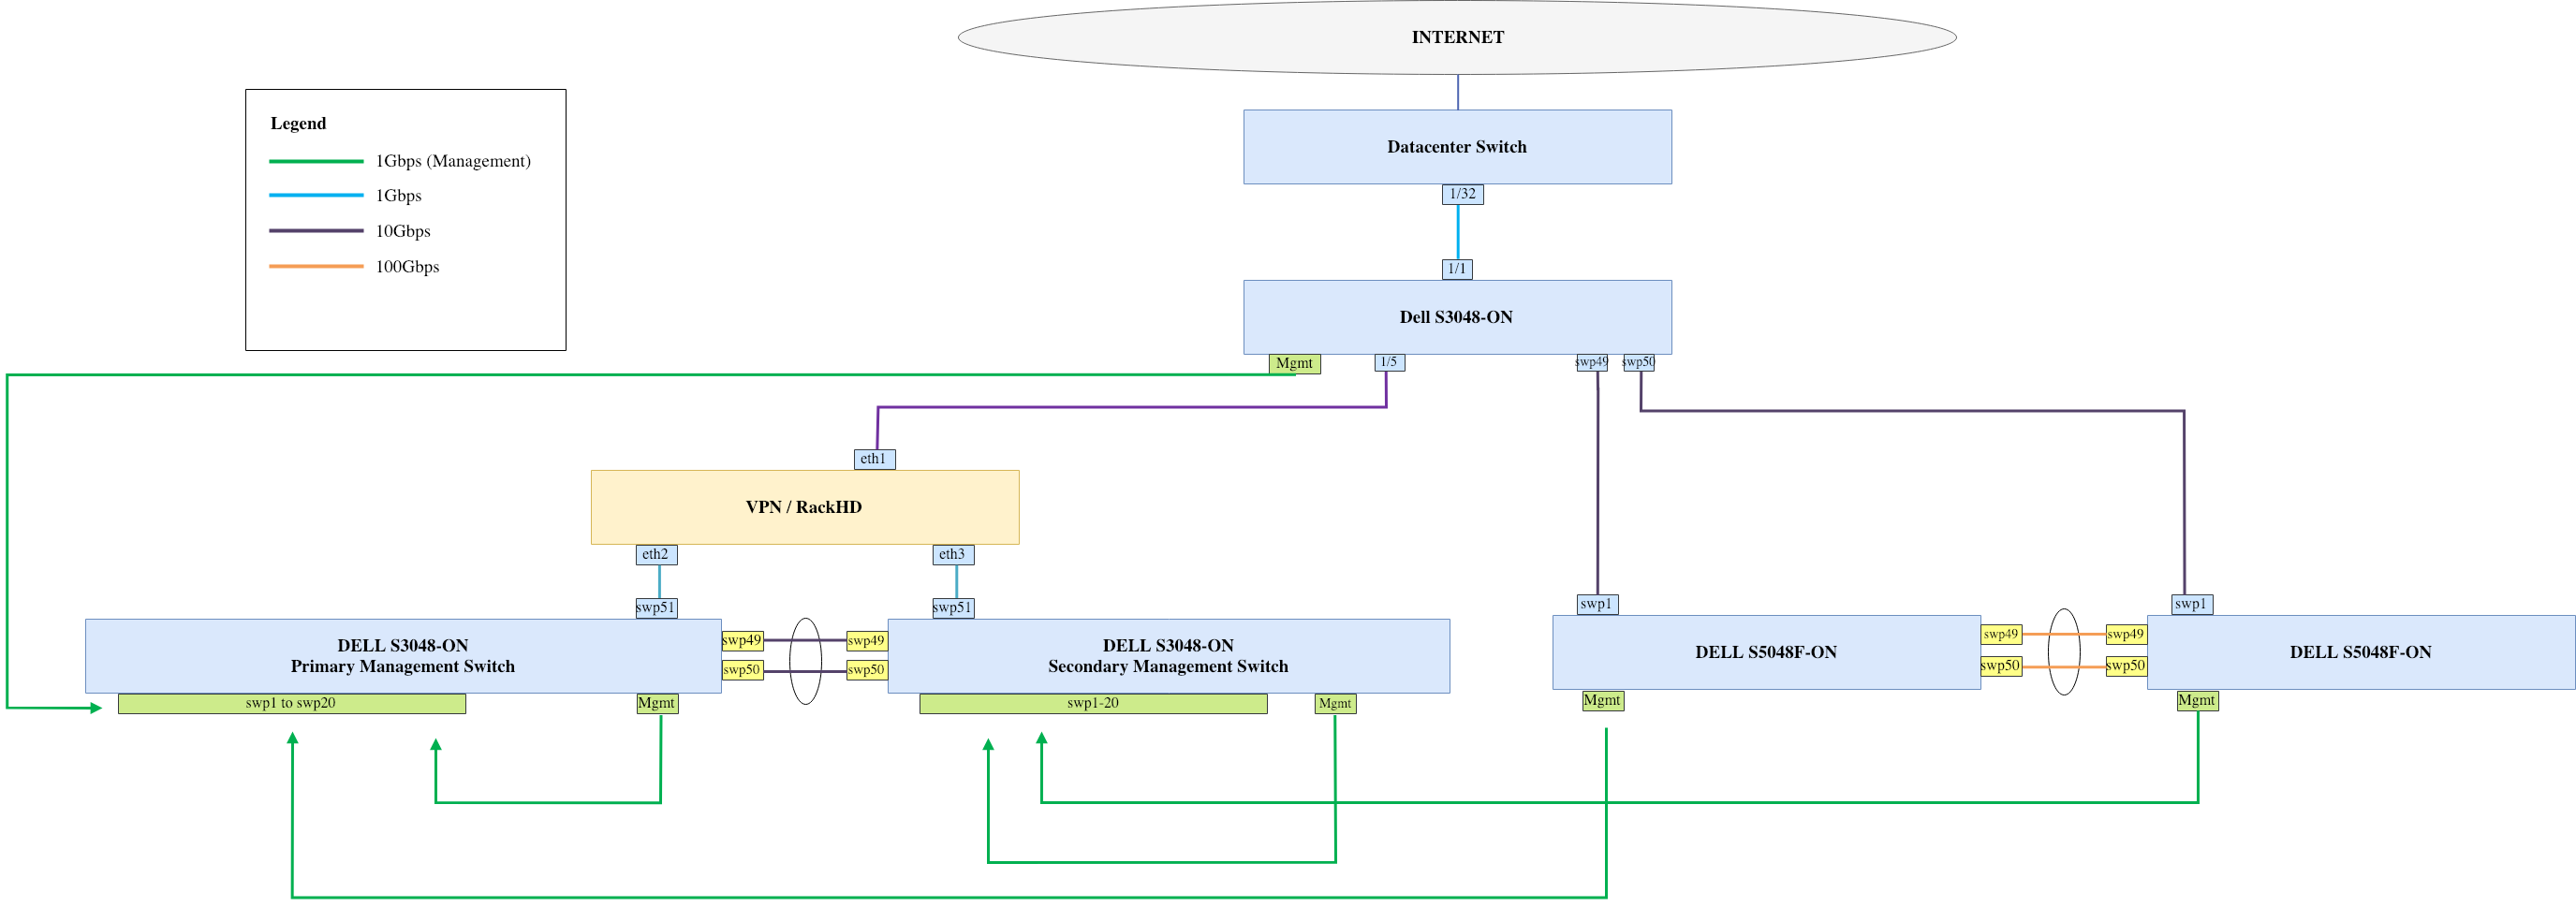 INTERNET
Legend
1Gbps (Management)
1Gbps
10Gbps
100Gbps
Datacenter Switch
1/32
1/1
Dell S3048-ON
Mgmt
1/5
swp49
swp50
eth1
VPN / RackHD
eth2
eth3
swp51
swp51
swp1
swp1
DELL S3048-ON
Primary Management Switch
swp49
swp50
swp49
swp50
DELL S3048-ON
Secondary Management Switch
DELL S5048F-ON
swp49
swp50
swp49
swp50
DELL S5048F-ON
swp1 to swp20
Mgmt
swp1-20
Mgmt
Mgmt
Mgmt